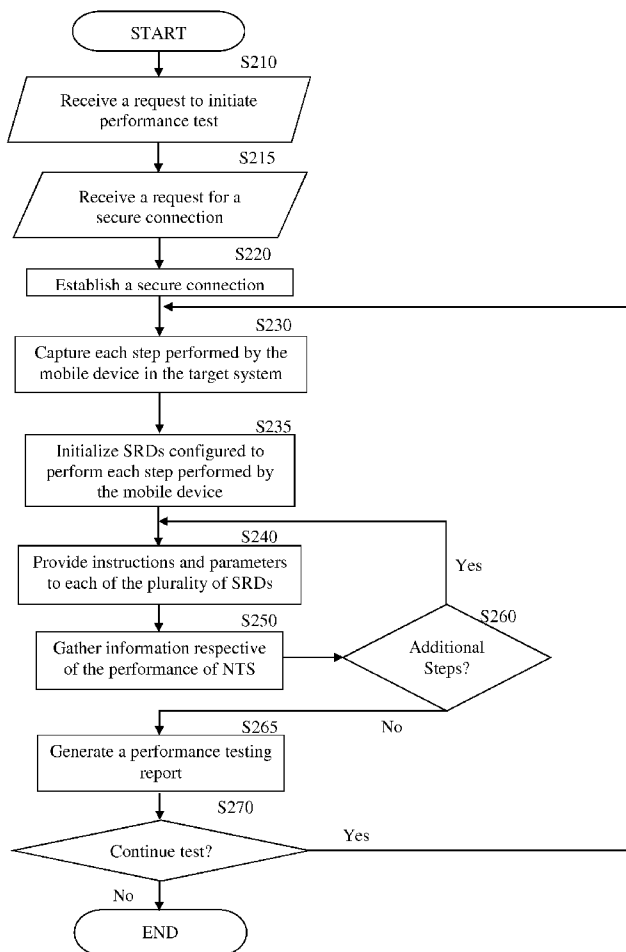 START
S210
Receive a request to initiate
performance test
S215
Receive a request for a
secure connection
S220
Establish a secure connection
S230
Capture each step performed by the
mobile device in the target system
S235
Initialize SRDs configured to
perform each step performed by
the mobile device
S240
Provide instructions and parameters
to each of the plurality of SRDs
Yes
S250
Gather information respective
of the performance of NTS
S260
Additional
Steps?
No
S265
Generate a performance testing
report
S270
Continue test?
Yes
No
END